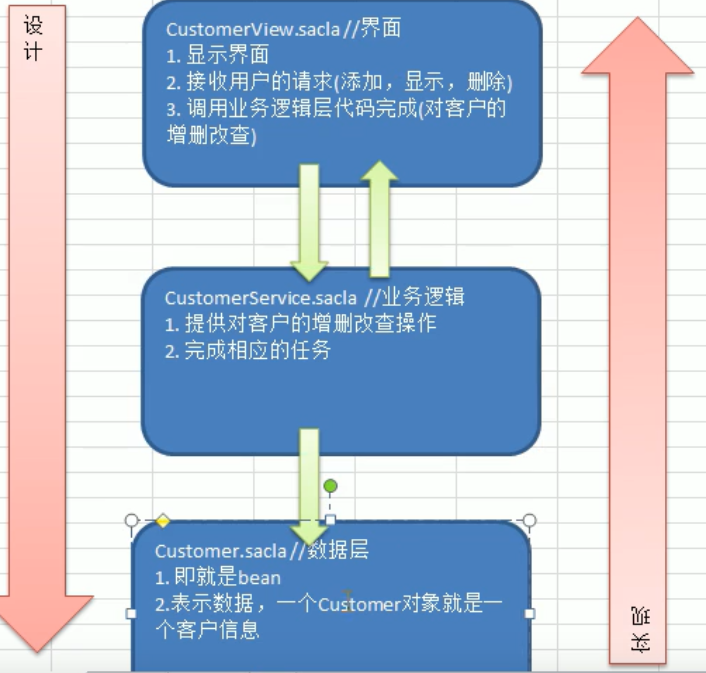 设
计
CustomerView.sacla//界面
1. 显示界面
2. 接收用户的请求(添加，显示，删除)
3. 调用业务逻辑层代码完成(对客户的
增删改查)
CustomerService.sacla //业务逻辑
1. 提供对客户的增删改查操作
2. 完成相应的任务
Customer.sacla//数据层
1. 即就是bean
2.表示数据，一个Customer对象就是一
个客户信息
实
现